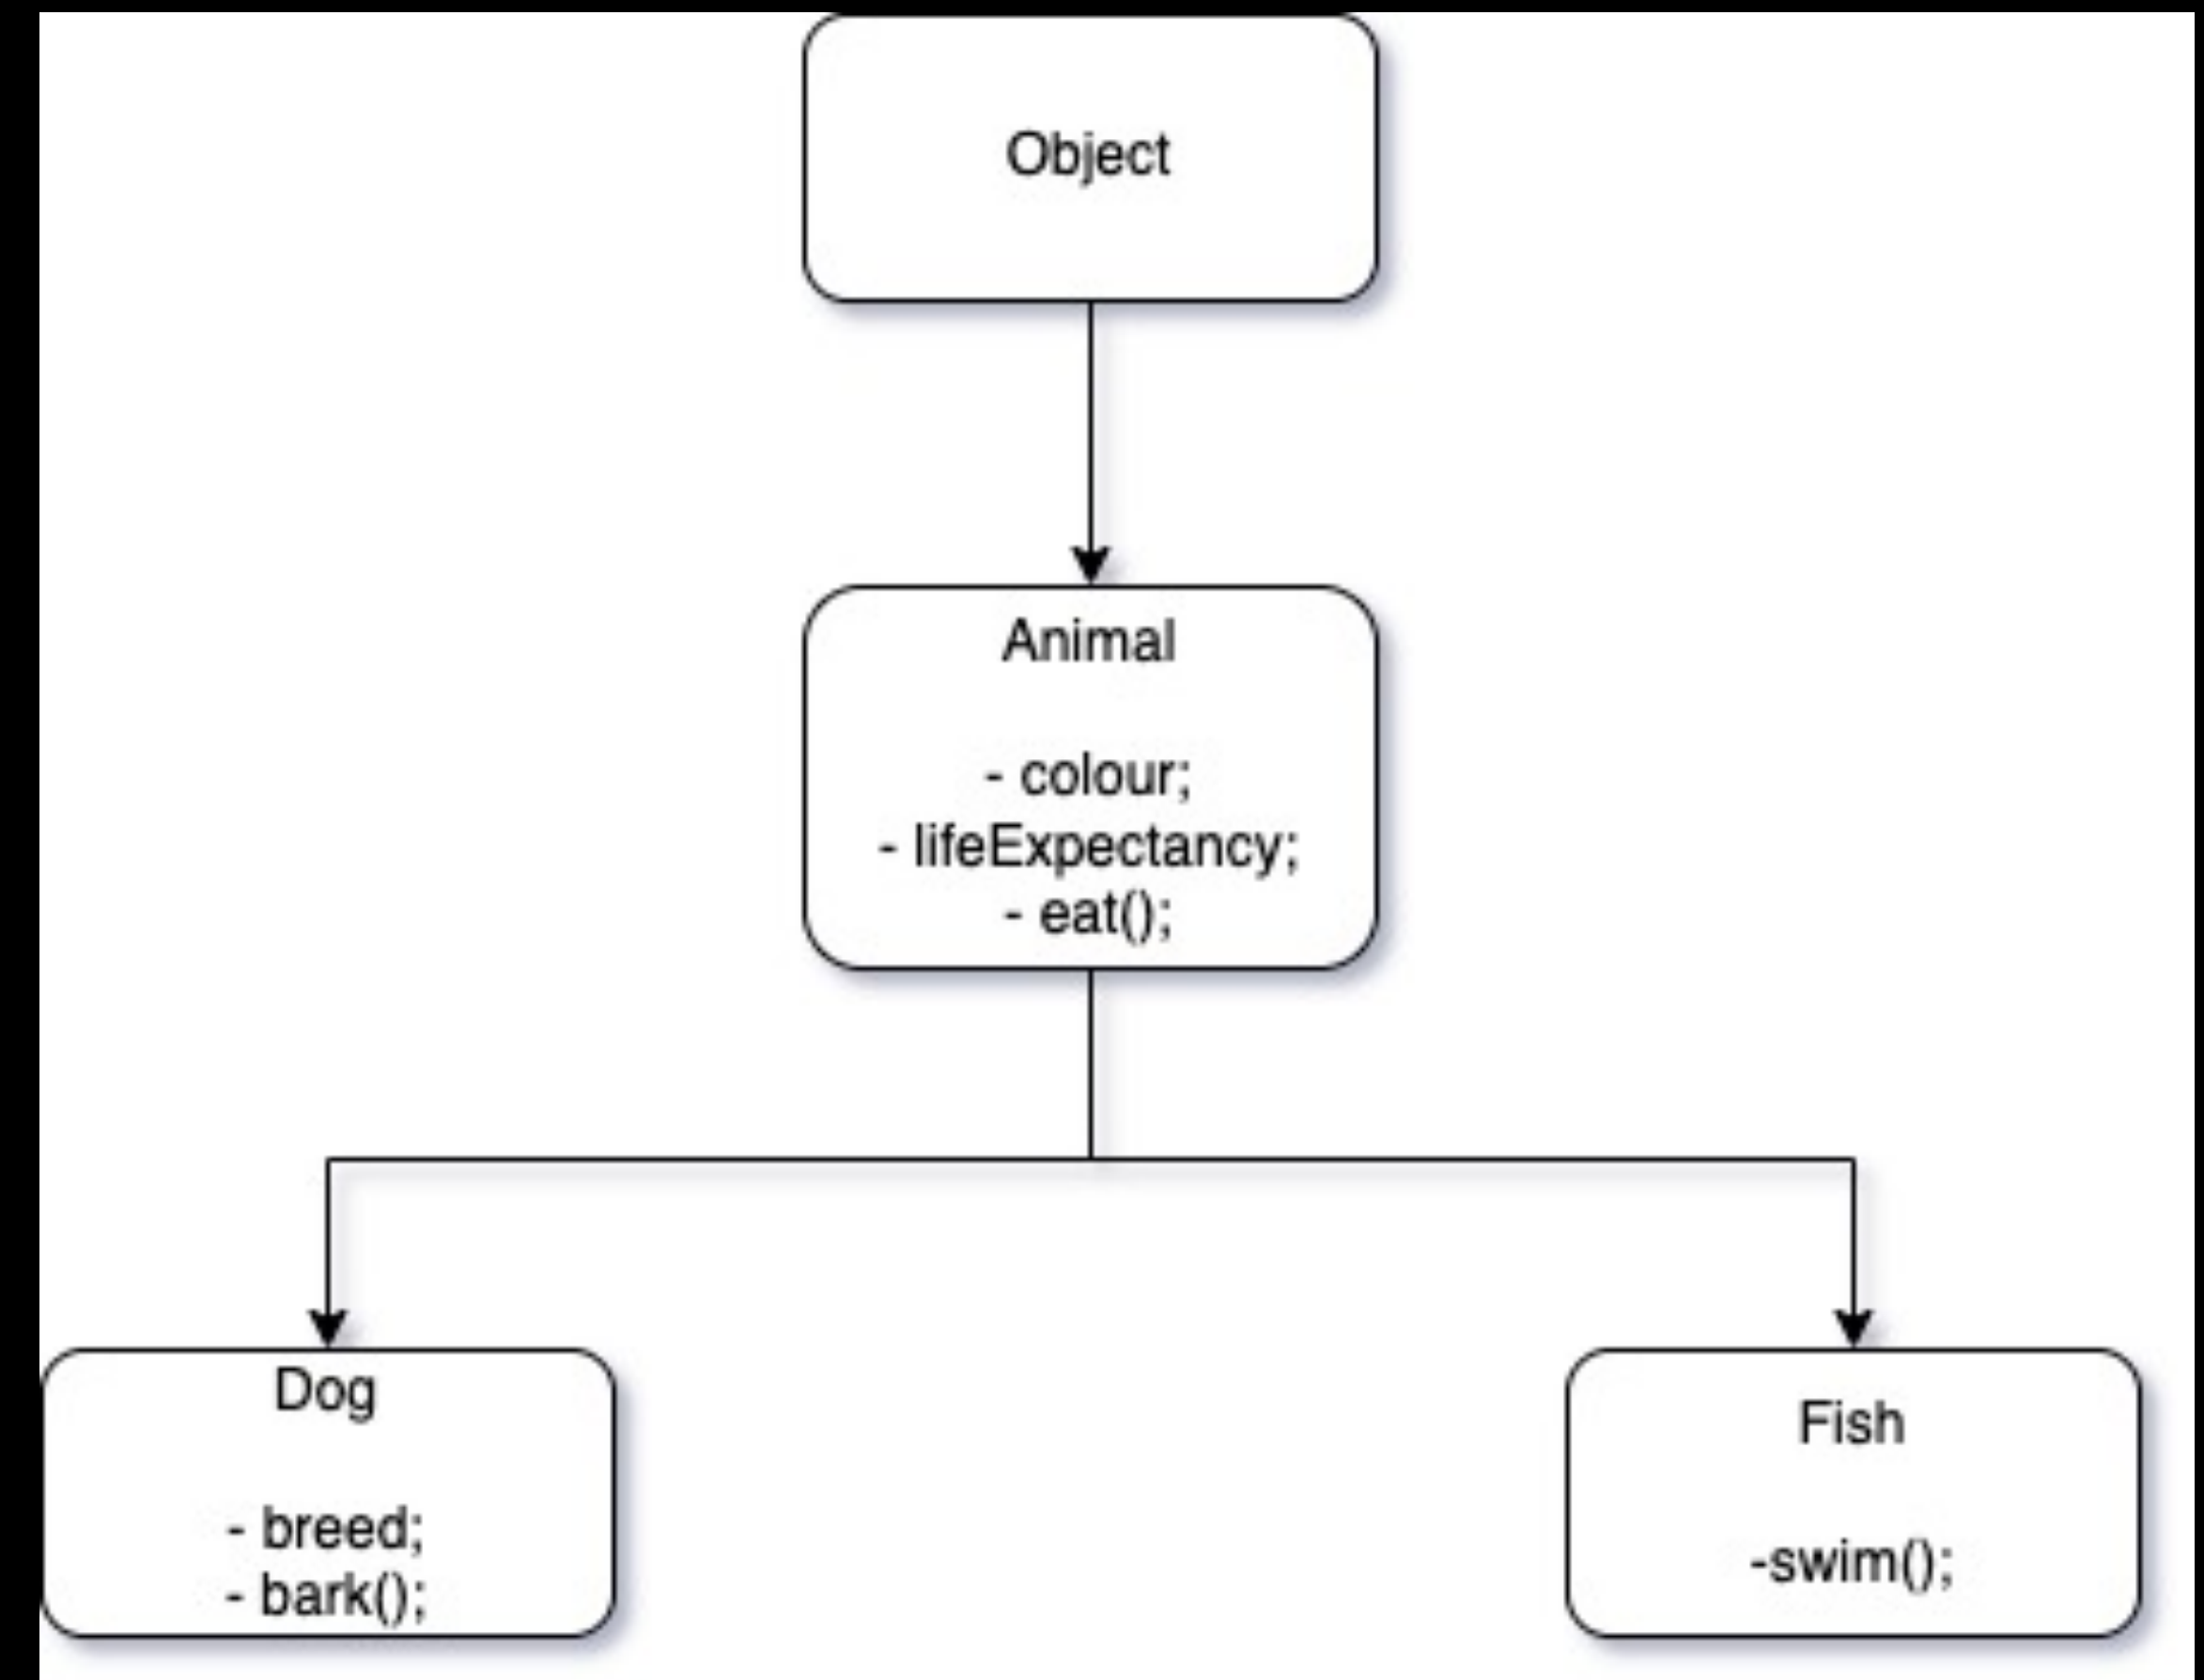 Object
Animal
- colour;
- lifeExpectancy;
- eat();
Dog
- breed;
- bark();
Fish
-swim();